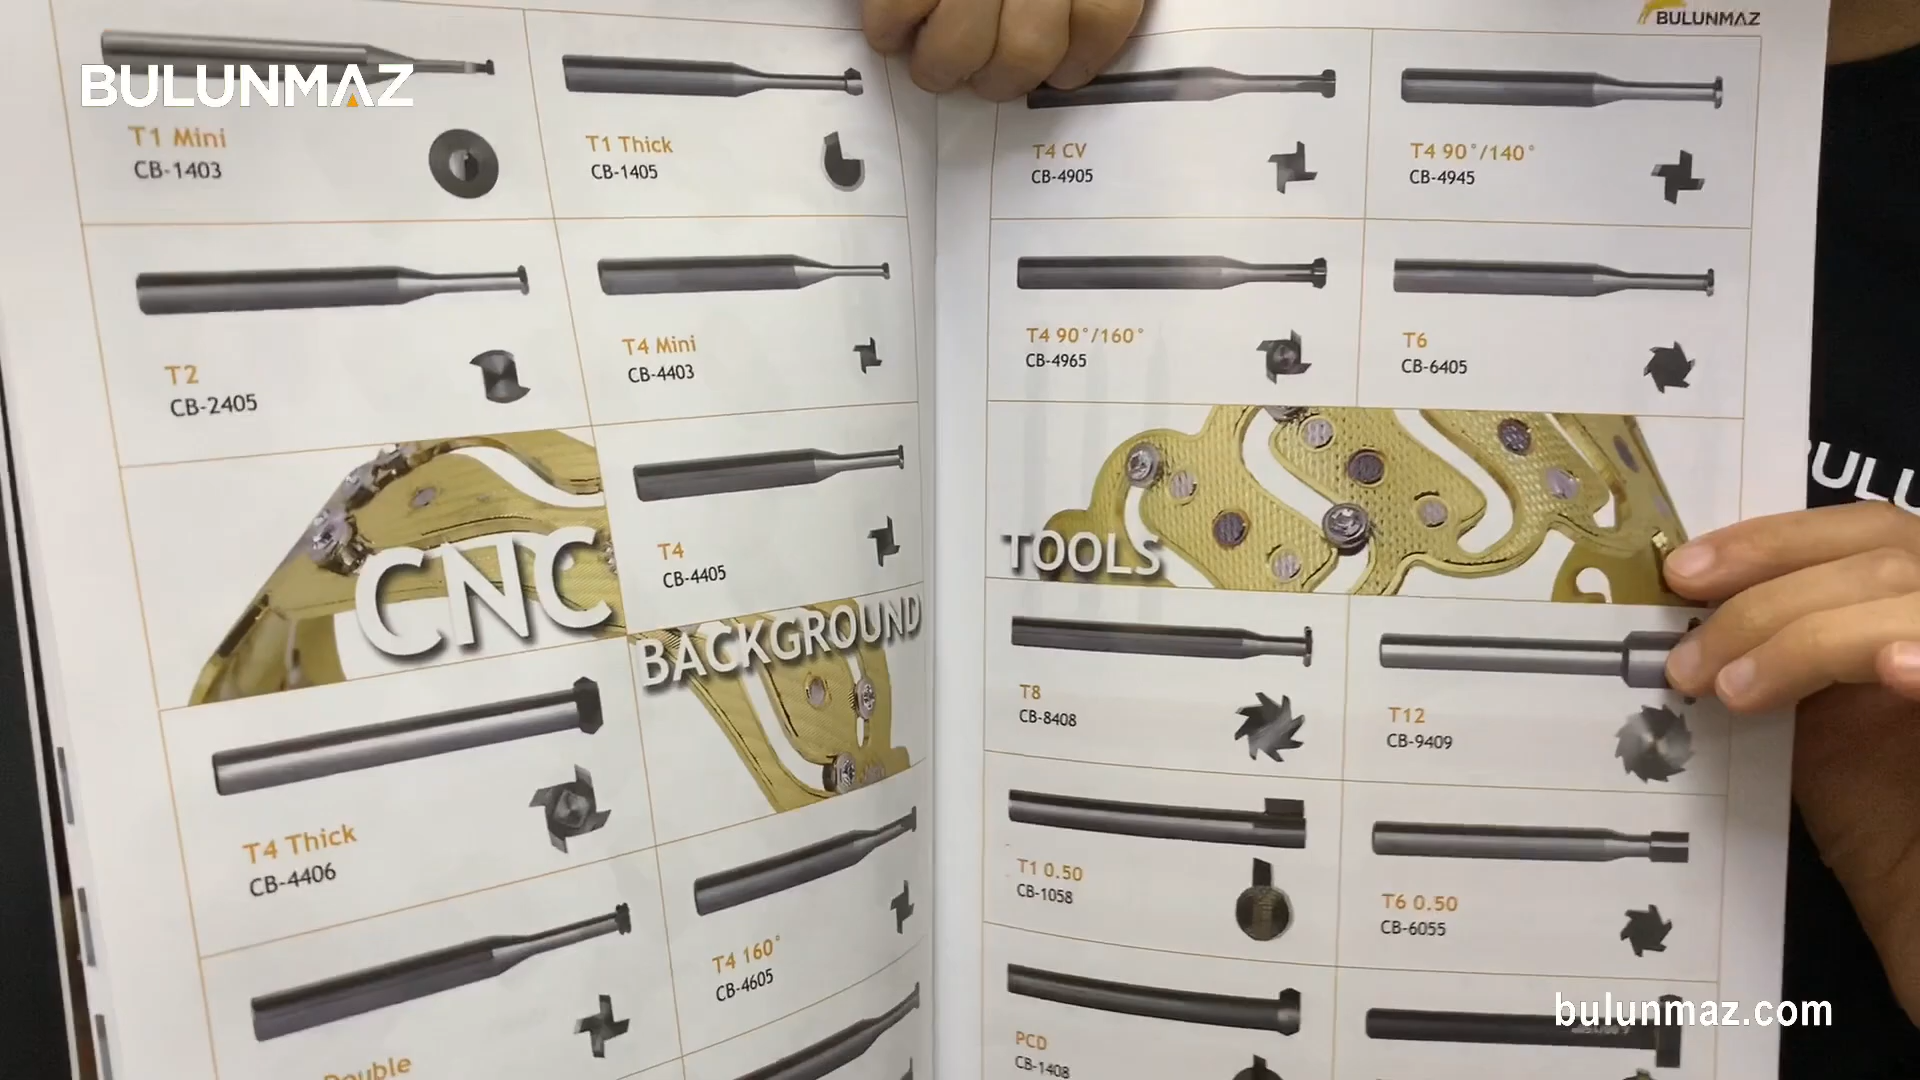 BULUNMAZ
T1 Mini
CB-1403
T1 Thick
CB-1405
T2
CB-2405
T4 Mini
CB-4403
CNC
T4
CB-4405
BACKGROUND
T4 Thick
CB-4406
T4 160°
CB-4605
Double
BULUNMAZ
T4 CV
CB-4905
T4 90°/140°
CB-4945
T4 90°/160°
CB-4965
T6
CB-6405
TOOLS
T8
CB-8408
T12
CB-9409
T1 0.50
CB-1058
T6 0.50
CB-6055
PCD
CB-1408
BULU
bulunmaz.com